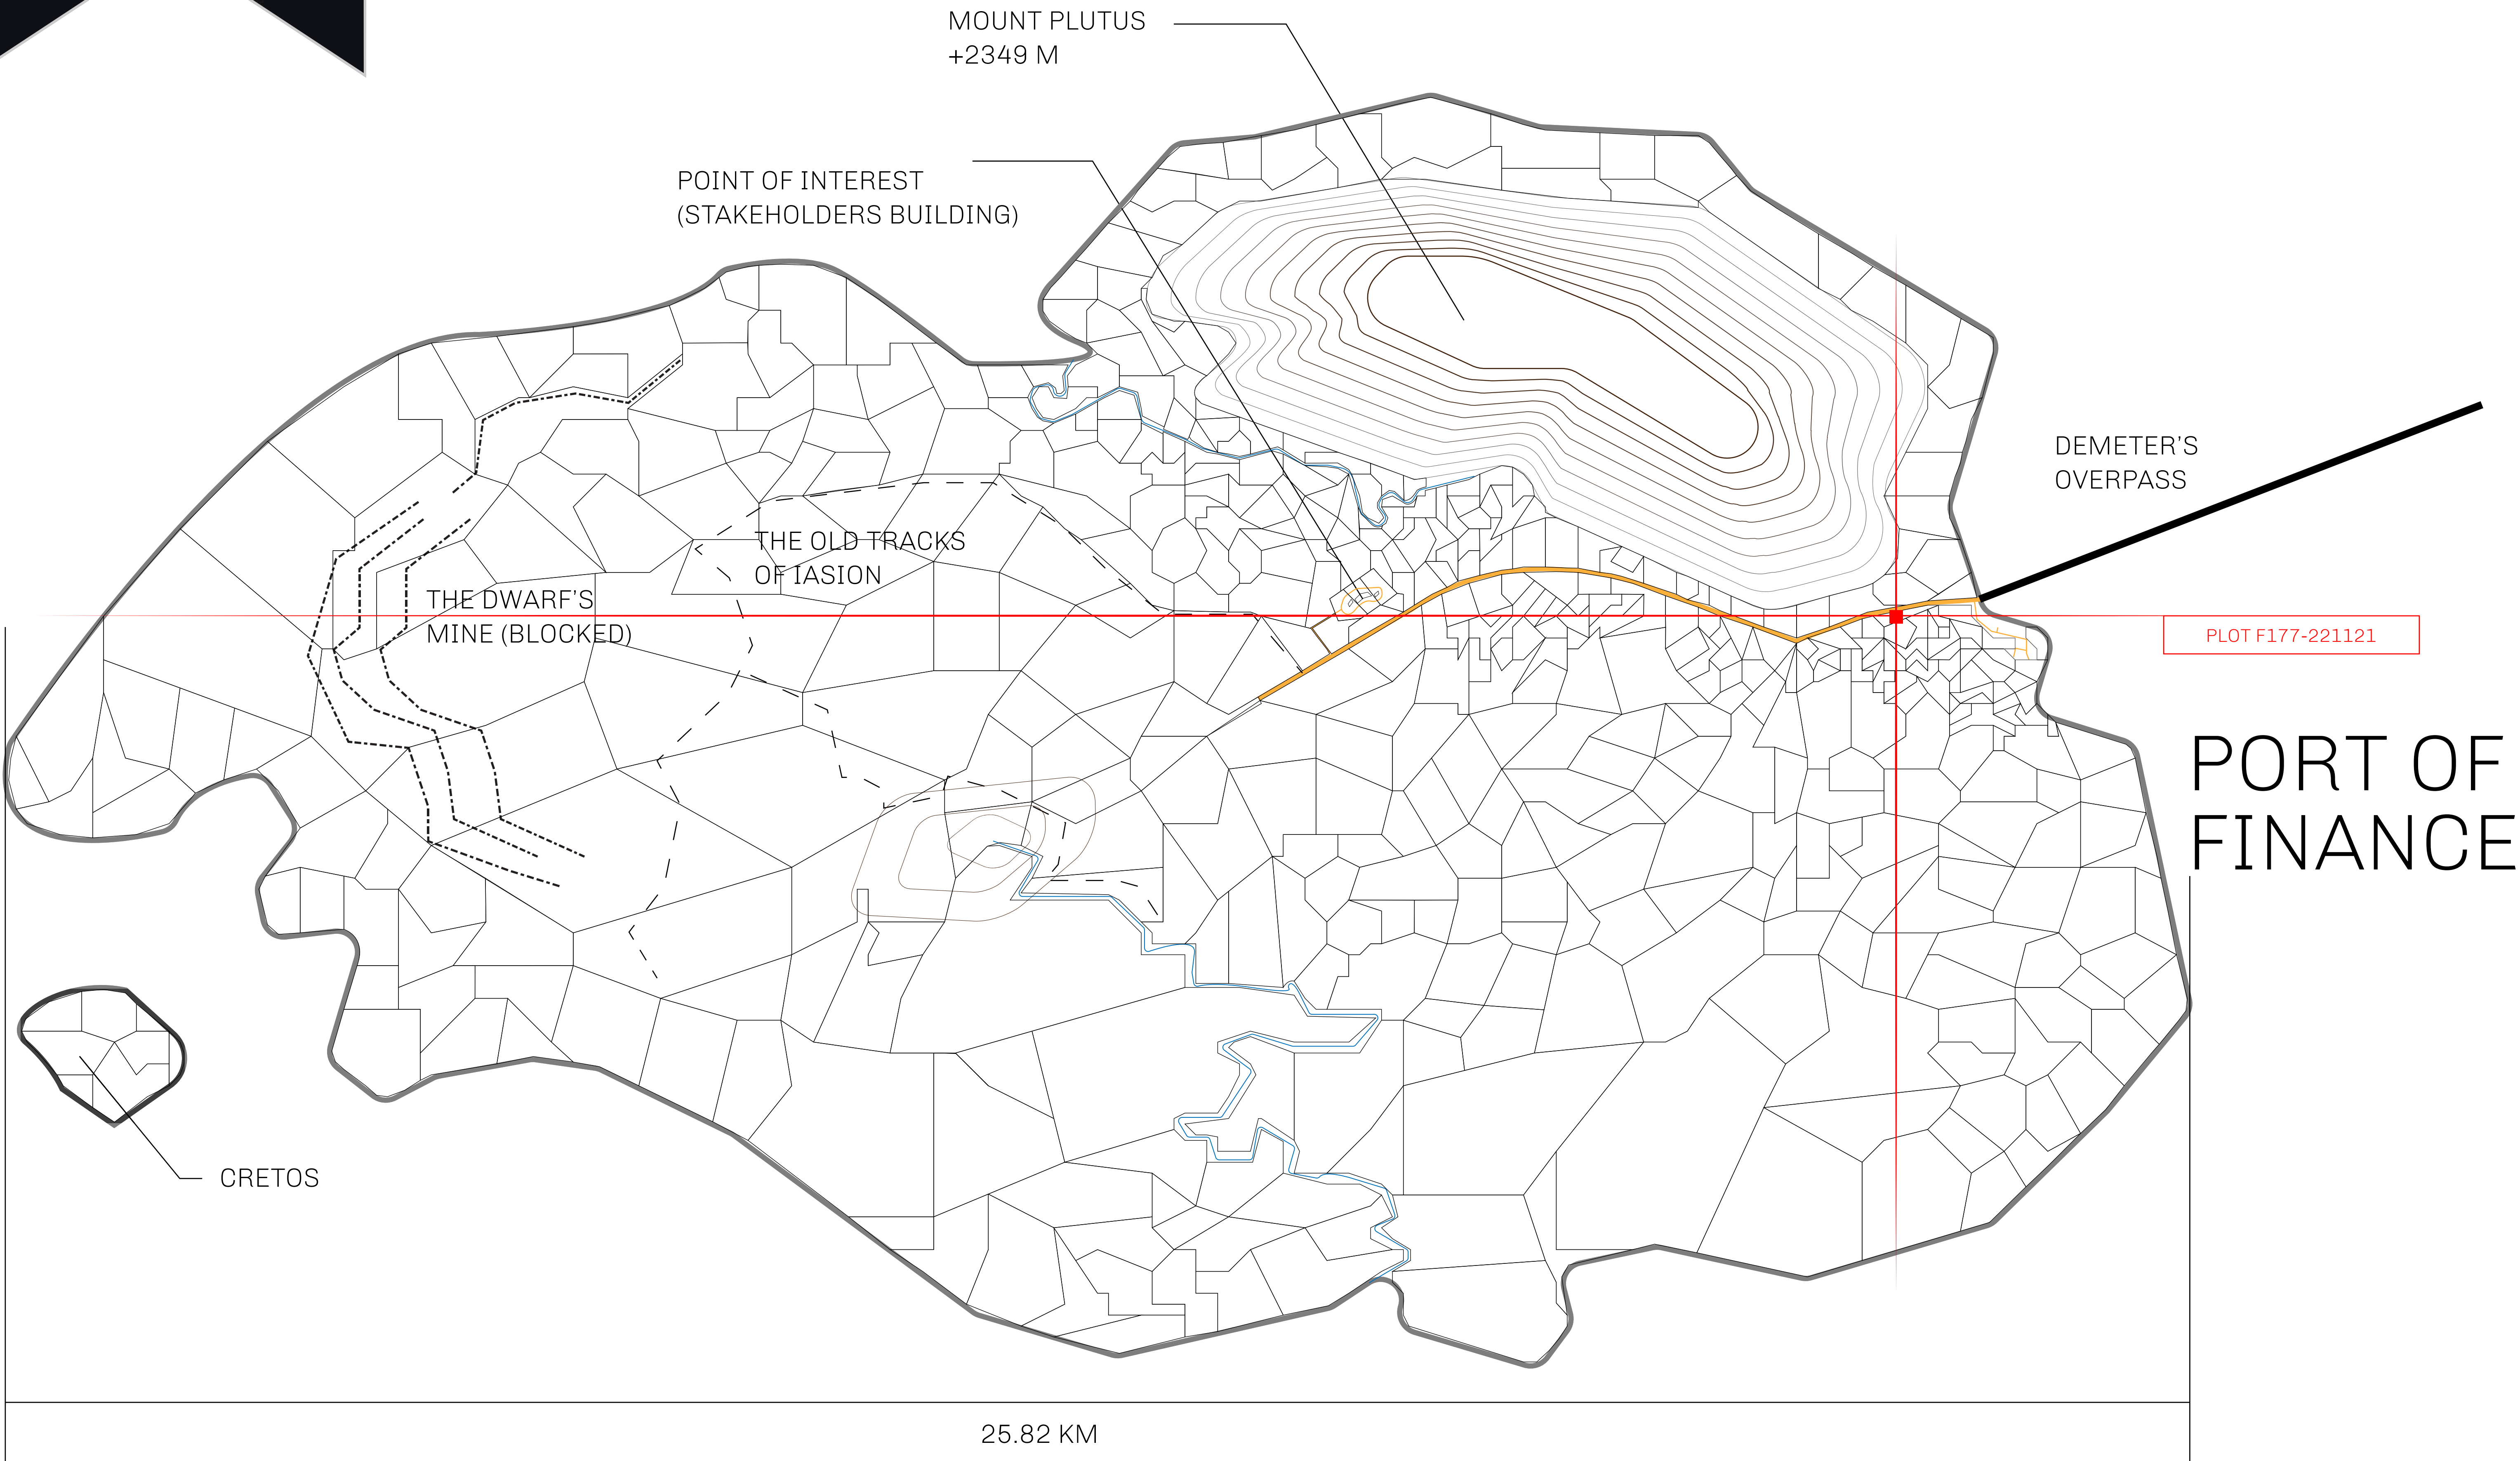 MOUNT PLUTUS
+2349 M
POINT OF INTEREST
(STAKEHOLDERS BUILDING)
DEMETER'S
OVERPASS
THE OLD TRACKS
OF IASION
THE DWARF'S
MINE (BLOCKED)
PLOT F177-221121
PORT OF
FINANCE
CRETOS
25.82 KM